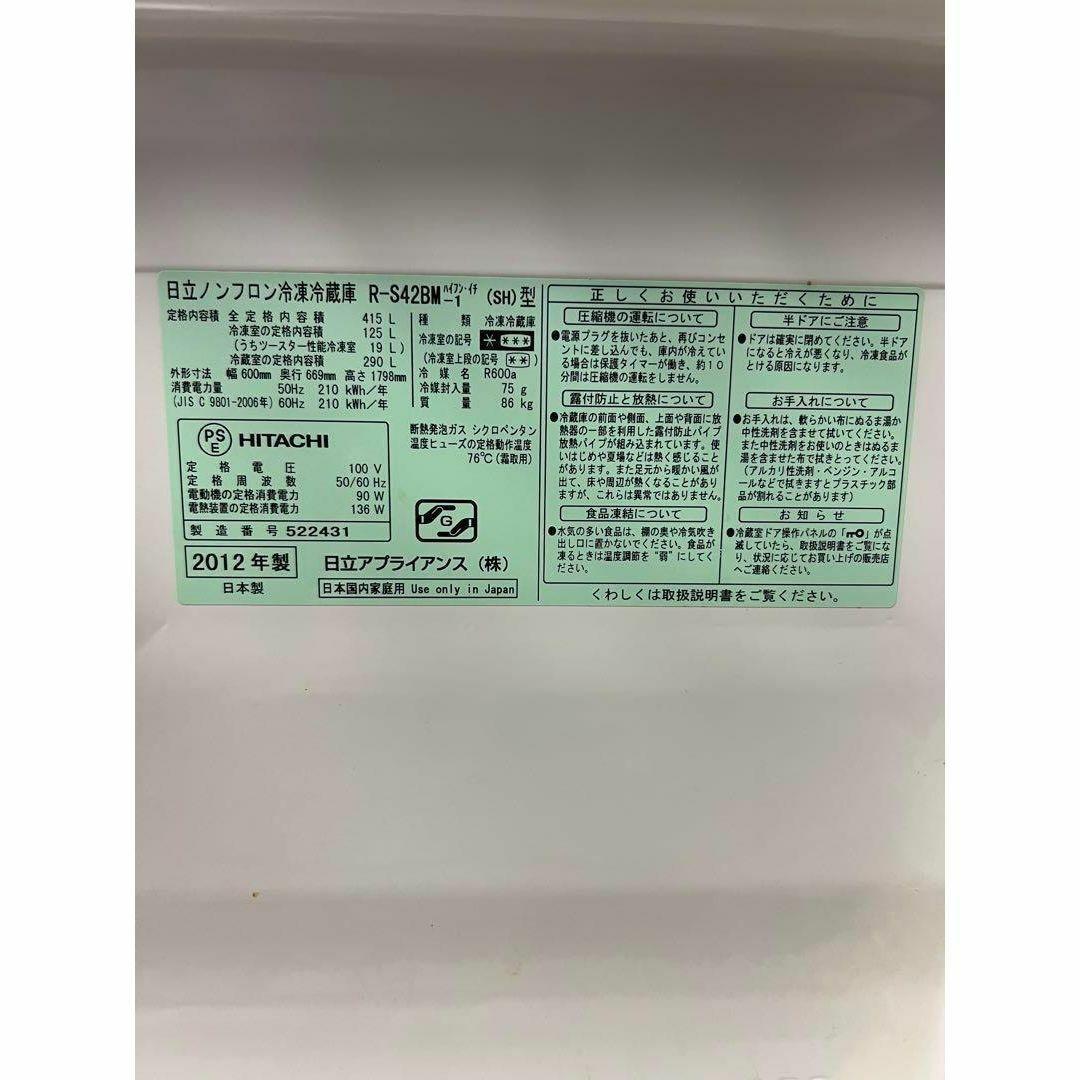 日立ノンフロン冷凍冷蔵庫 R-S42BM ハイフン・イチ -1 (SH)型
定格内容積 全定格内容積 415 L
冷凍室の定格内容積 125 L
(うちツースター性能冷凍室 19 L)
冷蔵室の定格内容積 290 L
外形寸法 幅 600mm 奥行 669mm 高さ 1798mm
消費電力量 50Hz 210 kWh/年
(JIS C 9801-2006年) 60Hz 210 kWh/年
種類 冷凍冷蔵庫
冷凍室の記号 ****
(冷凍室上段の記号 **)
冷媒名 R600a
冷媒封入量 75 g
質量 86 kg
断熱発泡ガス シクロペンタン
温度ヒューズの定格動作温度
76℃(霜取用)
PSE HITACHI
定格電圧 100 V
定格周波数 50/60 Hz
電動機の定格消費電力 90 W
電熱装置の定格消費電力 136 W
製造番号 522431
G
2012年製
日立アプライアンス(株)
日本製
日本国内家庭用 Use only in Japan
正しくお使いいただくために
圧縮機の運転について
●電源プラグを抜いたあと、再びコンセ
ントに差し込んでも、庫内が冷えてい
る場合は保護タイマーが働き、約10
分間は圧縮機の運転をしません。
露付防止と放熱について
●冷蔵庫の前面や側面、上面や背面に放
熱器の一部を利用した露付防止パイプ
放熱パイプが組み込まれています。使
いはじめや夏場などは熱く感じること
があります。また足元から暖かい風が
出て、床や周辺が熱くなることがあり
ますが、これらは異常ではありません。
食品凍結について
●水気の多い食品は、棚の奥や冷気吹き
出し口に置かないでください。食品が
凍るときは温度調節を"弱"にしてく
ださい。
半ドアにご注意
●ドアは確実に閉めてください。半ドア
になると冷えが悪くなり、冷凍食品が
とける原因になります。
お手入れについて
●お手入れは、軟らかい布にぬるま湯か
中性洗剤を含ませて拭いてください。
また中性洗剤をお使いのときはぬるま
湯を含ませた布で拭きとってください。
(アルカリ性洗剤・ベンジン・アルコ
ールなどで拭きますとプラスチック部
品が割れることがあります)
お知らせ
●冷蔵室ドア操作パネルの「」が点
滅していたら、取扱説明書をご覧にな
り、状況に応じてお買い上げの販売店
へご連絡ください。
くわしくは取扱説明書をご覧ください。